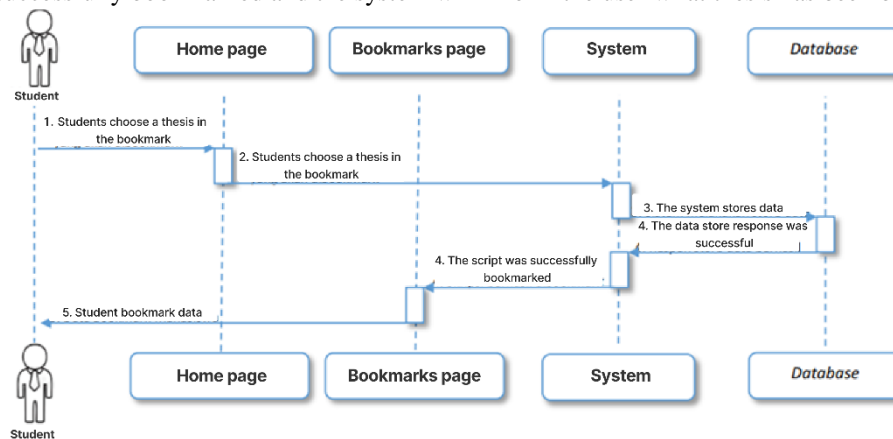 Home page
Bookmarks page
System
Database
Student
1. Students choose a thesis in
the bookmark
2. Students choose a thesis in
the bookmark
3. The system stores data
4. The data store response was
successful
4. The script was successfully
bookmarked
5. Student bookmark data
Home page
Bookmarks page
System
Database
Student